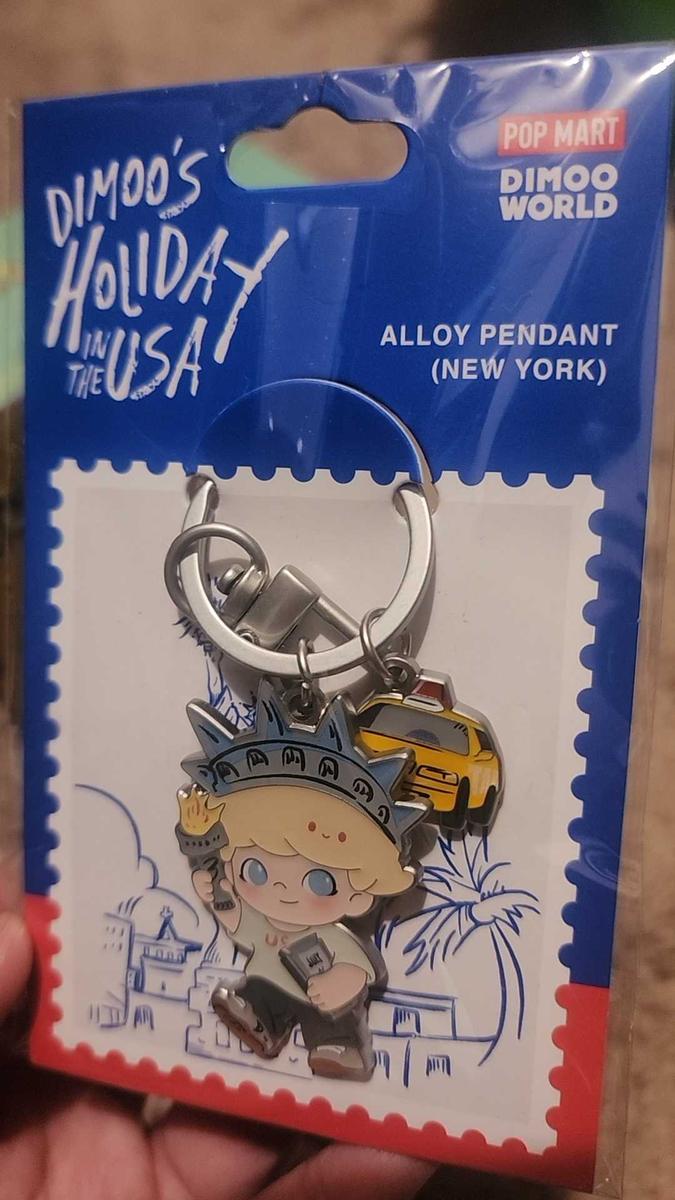 POP MART
DIMOO
WORLD
DIMOO'S
HOLIDAY
IN
THE USA
ALLOY PENDANT
(NEW YORK)